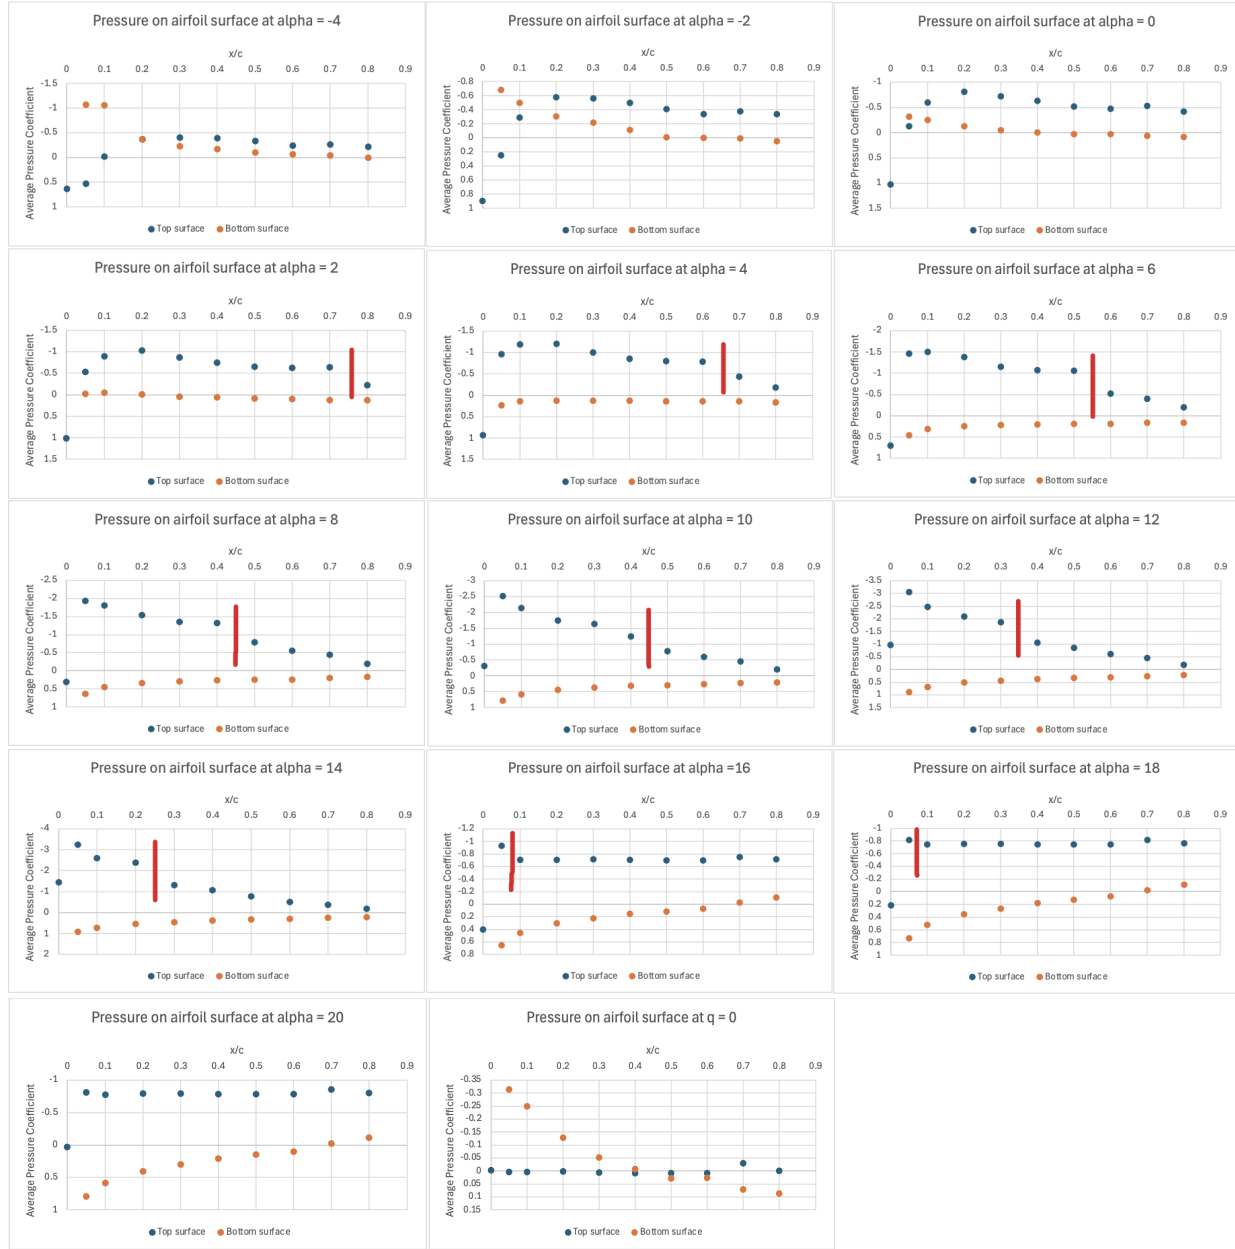 Pressure on airfoil surface at alpha = -4
x/c
0 0.1 0.2 0.3 0.4 0.5 0.6 0.7 0.8 0.9
-1.5
-1
-0.5
0
0.5
1
Average Pressure Coefficient
Top surface Bottom surface
Pressure on airfoil surface at alpha = -2
x/c
0 0.1 0.2 0.3 0.4 0.5 0.6 0.7 0.8 0.9
-0.8
-0.6
-0.4
-0.2
0
0.2
0.4
0.6
0.8
1
Average Pressure Coefficient
Top surface Bottom surface
Pressure on airfoil surface at alpha = 0
x/c
0 0.1 0.2 0.3 0.4 0.5 0.6 0.7 0.8 0.9
-1
-0.5
0
0.5
1
1.5
Average Pressure Coefficient
Top surface Bottom surface
Pressure on airfoil surface at alpha = 2
x/c
0 0.1 0.2 0.3 0.4 0.5 0.6 0.7 0.8 0.9
-1.5
-1
-0.5
0
0.5
1
1.5
Average Pressure Coefficient
Top surface Bottom surface
Pressure on airfoil surface at alpha = 4
x/c
0 0.1 0.2 0.3 0.4 0.5 0.6 0.7 0.8 0.9
-1.5
-1
-0.5
0
0.5
1
1.5
Average Pressure Coefficient
Top surface Bottom surface
Pressure on airfoil surface at alpha = 6
x/c
0 0.1 0.2 0.3 0.4 0.5 0.6 0.7 0.8 0.9
-2
-1.5
-1
-0.5
0
0.5
1
Average Pressure Coefficient
Top surface Bottom surface
Pressure on airfoil surface at alpha = 8
x/c
0 0.1 0.2 0.3 0.4 0.5 0.6 0.7 0.8 0.9
-2.5
-2
-1.5
-1
-0.5
0
0.5
1
Average Pressure Coefficient
Top surface Bottom surface
Pressure on airfoil surface at alpha = 10
x/c
0 0.1 0.2 0.3 0.4 0.5 0.6 0.7 0.8 0.9
-3
-2.5
-2
-1.5
-1
-0.5
0
0.5
1
Average Pressure Coefficient
Top surface Bottom surface
Pressure on airfoil surface at alpha = 12
x/c
0 0.1 0.2 0.3 0.4 0.5 0.6 0.7 0.8 0.9
-3.5
-3
-2.5
-2
-1.5
-1
-0.5
0
0.5
1
1.5
Average Pressure Coefficient
Top surface Bottom surface
Pressure on airfoil surface at alpha = 14
x/c
0 0.1 0.2 0.3 0.4 0.5 0.6 0.7 0.8 0.9
-4
-3
-2
-1
0
1
2
Average Pressure Coefficient
Top surface Bottom surface
Pressure on airfoil surface at alpha =16
x/c
0 0.1 0.2 0.3 0.4 0.5 0.6 0.7 0.8 0.9
-1.2
-1
-0.8
-0.6
-0.4
-0.2
0
0.2
0.4
0.6
0.8
Average Pressure Coefficient
Top surface Bottom surface
Pressure on airfoil surface at alpha = 18
x/c
0 0.1 0.2 0.3 0.4 0.5 0.6 0.7 0.8 0.9
-1
-0.8
-0.6
-0.4
-0.2
0
0.2
0.4
0.6
0.8
1
Average Pressure Coefficient
Top surface Bottom surface
Pressure on airfoil surface at alpha = 20
x/c
0 0.1 0.2 0.3 0.4 0.5 0.6 0.7 0.8 0.9
-1
-0.5
0
0.5
1
Average Pressure Coefficient
Top surface Bottom surface
Pressure on airfoil surface at q = 0
x/c
0 0.1 0.2 0.3 0.4 0.5 0.6 0.7 0.8 0.9
-0.35
-0.3
-0.25
-0.2
-0.15
-0.1
-0.05
0
0.05
0.1
0.15
Average Pressure Coefficient
Top surface Bottom surface